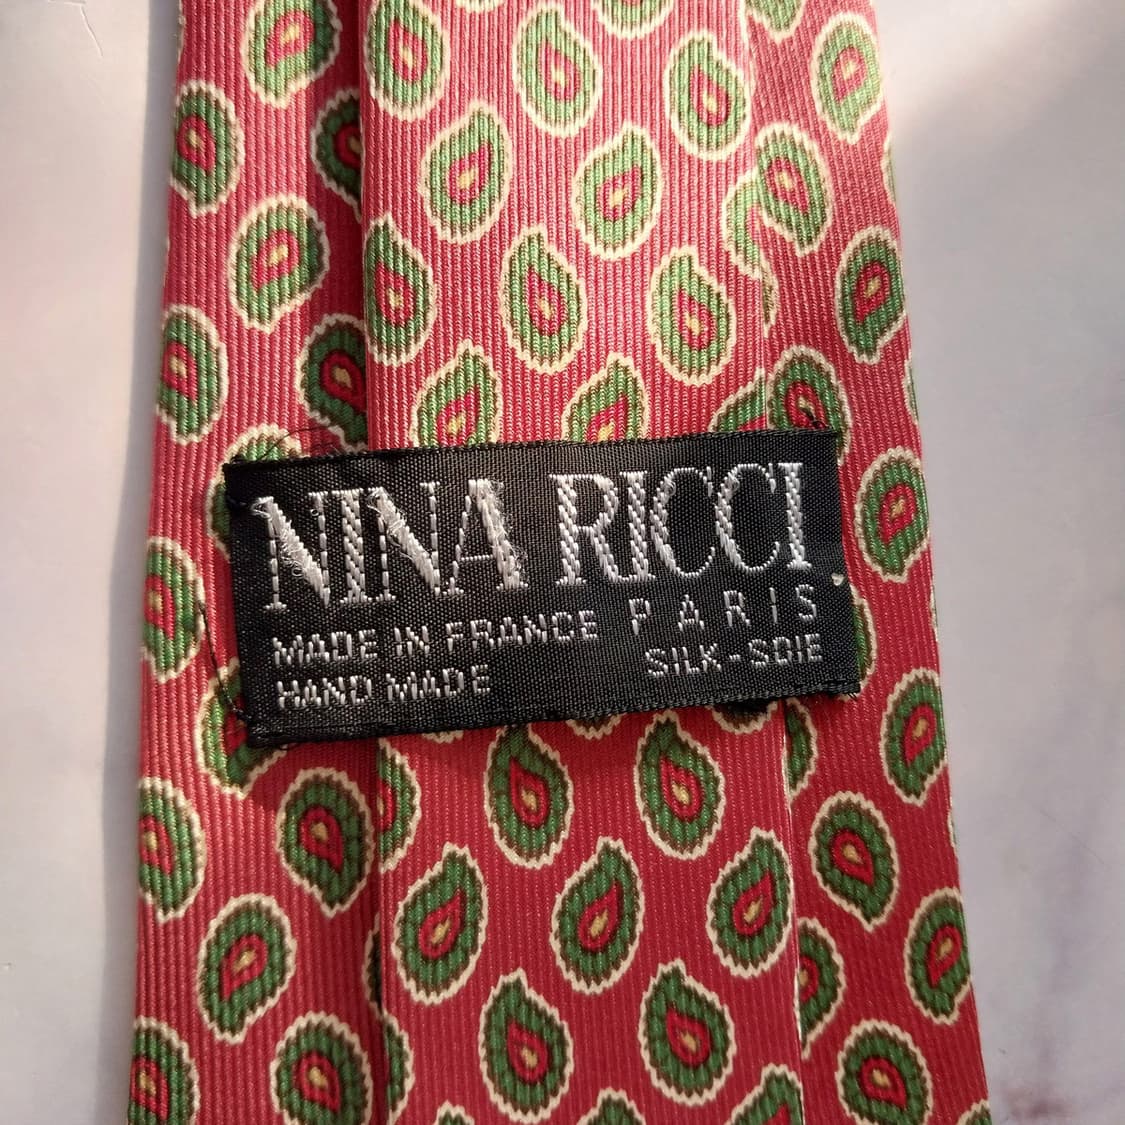 NINA RICCI
PARIS
MADE IN FRANCE
SILK-SOIE
HAND MADE